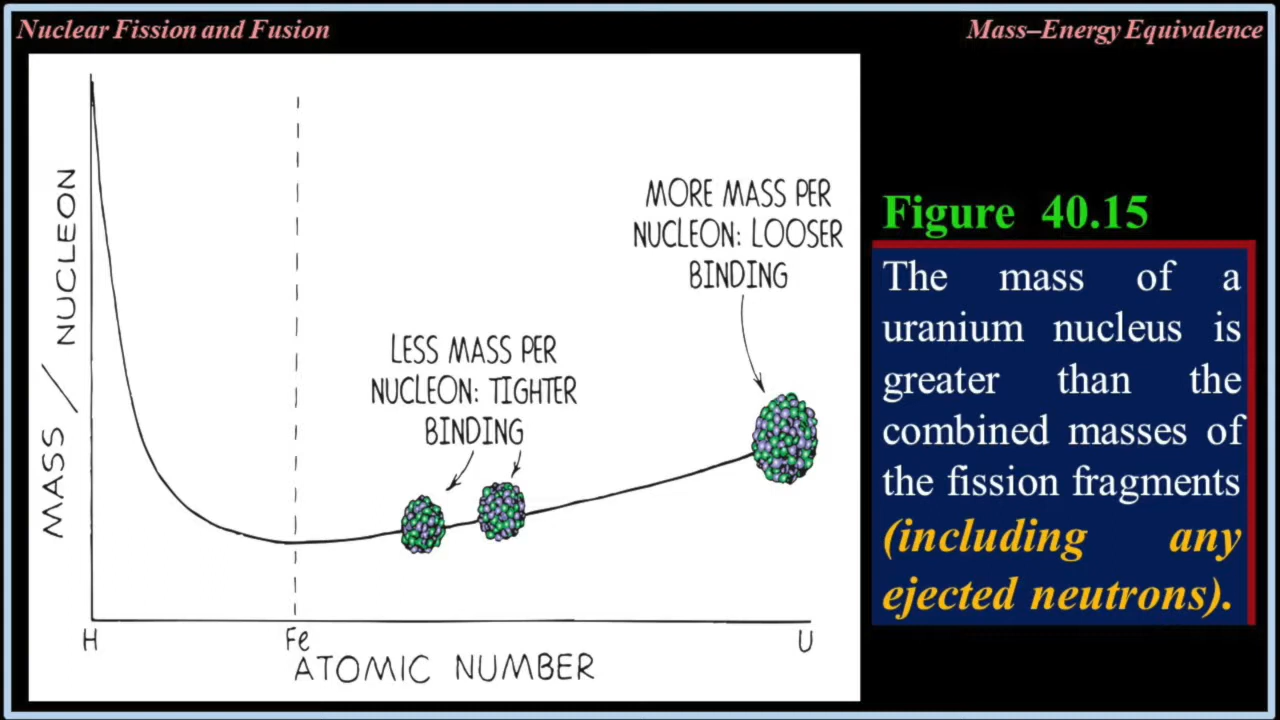 Nuclear Fission and Fusion
Mass–Energy Equivalence
MASS / NUCLEON
MORE MASS PER
NUCLEON: LOOSER
BINDING
LESS MASS PER
NUCLEON: TIGHTER
BINDING
H
Fe
U
ATOMIC NUMBER
Figure 40.15
The mass of a
uranium nucleus is
greater than the
combined masses of
the fission fragments
(including any
ejected neutrons).